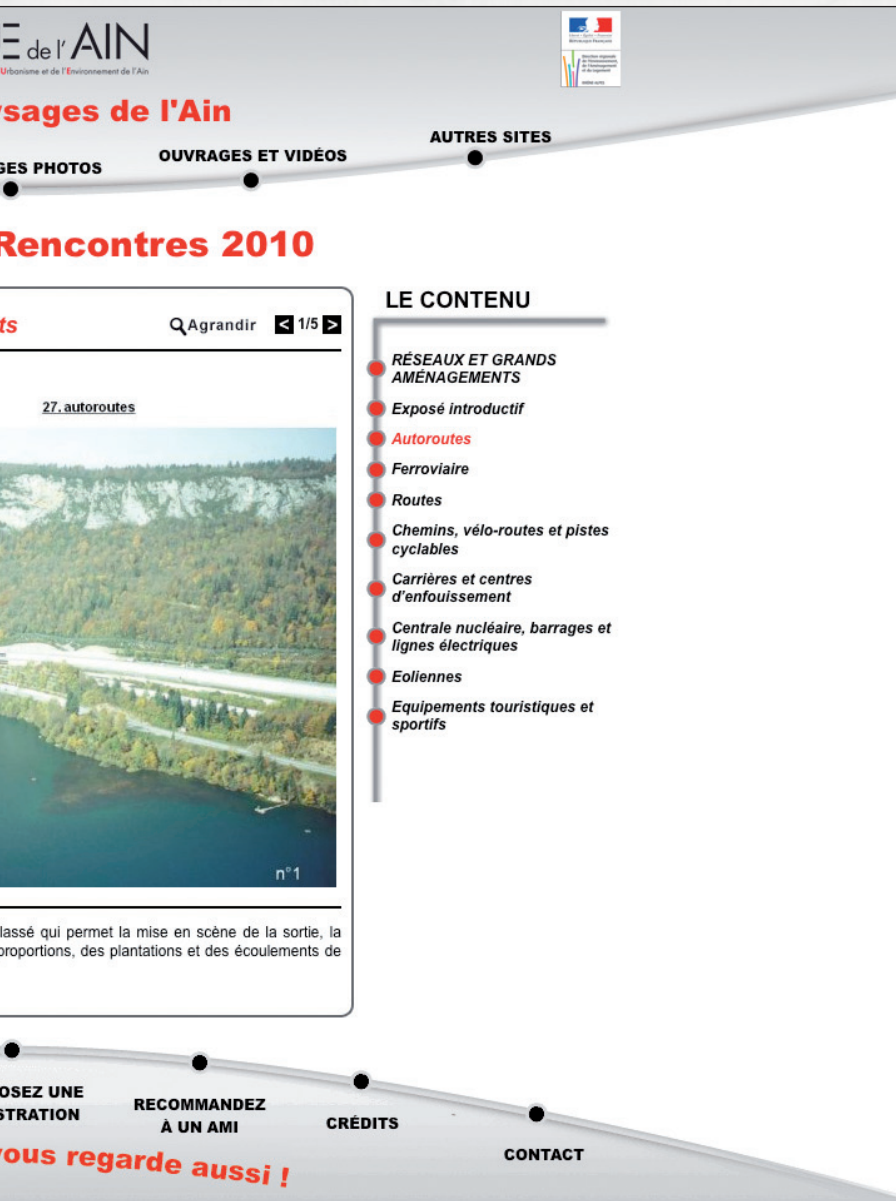 E de l'AIN
Urbanisme et de l'Environnement de l'Ain
RÉPUBLIQUE FRANÇAISE
ysages de l'Ain
GES PHOTOS
OUVRAGES ET VIDÉOS
AUTRES SITES
Rencontres 2010
ts
Agrandir < 1/5 >
27. autoroutes
n°1
lassé qui permet la mise en scène de la sortie, la
proportions, des plantations et des écoulements de
LE CONTENU
RÉSEAUX ET GRANDS
AMÉNAGEMENTS
Exposé introductif
Autoroutes
Ferroviaire
Routes
Chemins, vélo-routes et pistes
cyclables
Carrières et centres
d'enfouissement
Centrale nucléaire, barrages et
lignes électriques
Eoliennes
Equipements touristiques et
sportifs
OSEZ UNE
STRATION
RECOMMANDEZ
À UN AMI
CRÉDITS
CONTACT
vous regarde aussi !